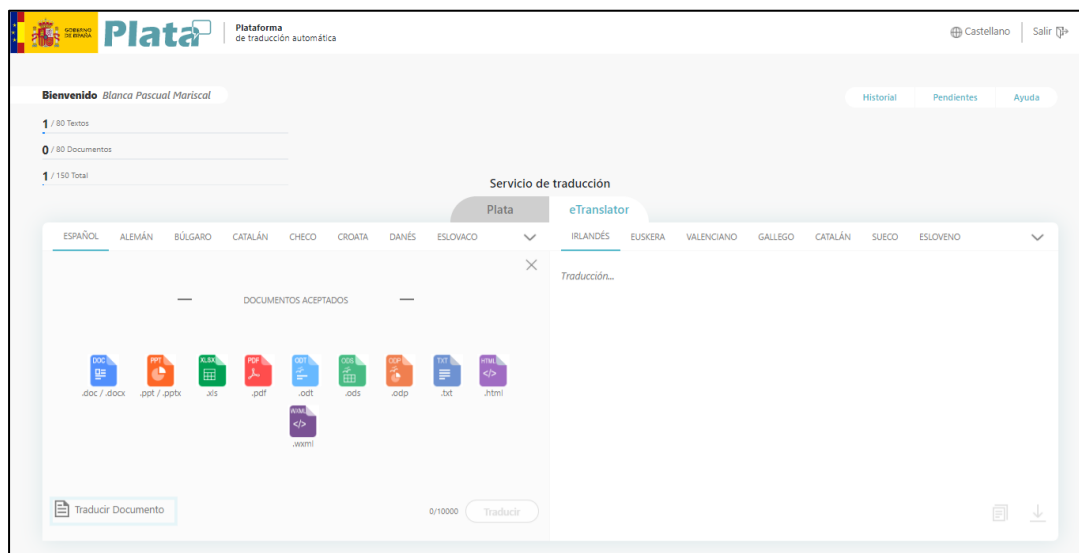 GOBIERNO
DE ESPAÑA
Plata
Plataforma
de traducción automática
Castellano
Salir
Bienvenido Blanca Pascual Mariscal
Historial
Pendientes
Ayuda
1 / 80 Textos
0 / 80 Documentos
1 / 150 Total
Servicio de traducción
Plata
eTranslator
ESPAÑOL ALEMÁN BÚLGARO CATALÁN CHECO CROATA DANÉS ESLOVACO
IRLANDÉS EUSKERA VALENCIANO GALLEGO CATALÁN SUECO ESLOVENO
Traducción...
DOCUMENTOS ACEPTADOS
DOC PPT XLSX PDF ODT ODS ODP TXT HTML
.doc / .docx .ppt / .pptx .xls .pdf .odt .ods .odp .txt .html
WXML
.wxml
Traducir Documento
0/10000
Traducir